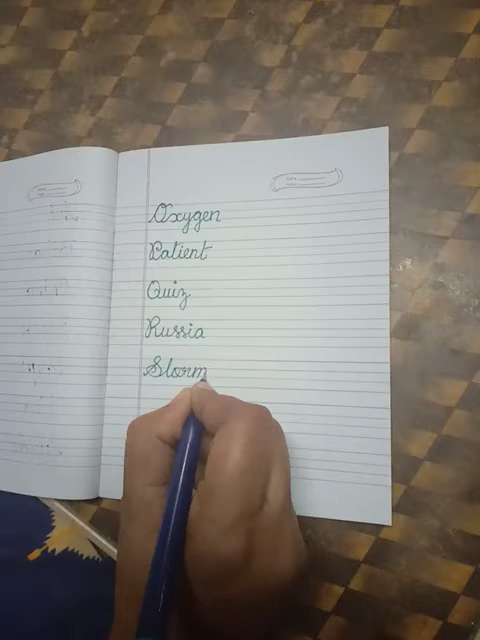 Oxygen
Patient
Quiz
Russia
Storm